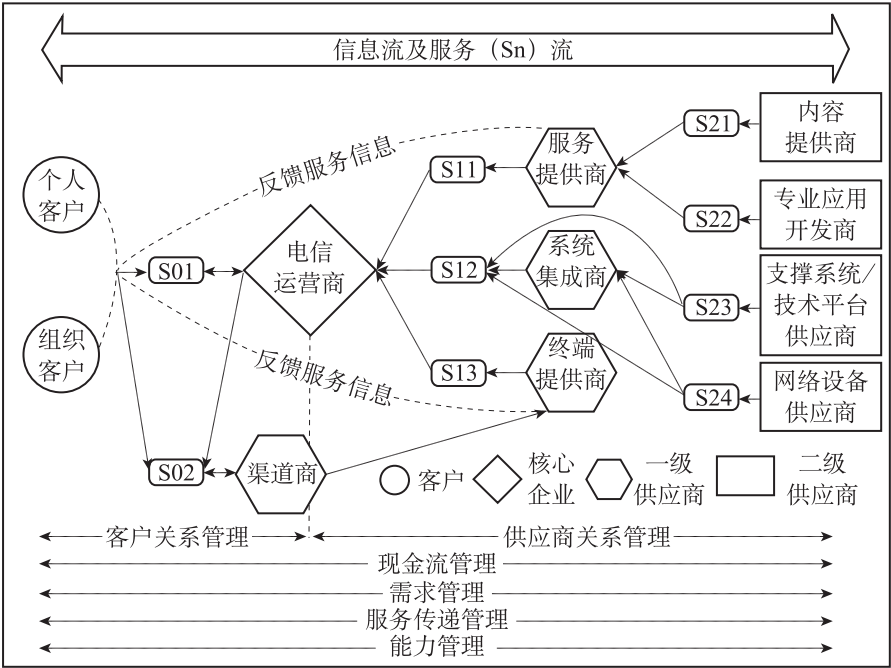 信息流及服务（Sn）流
内容
提供商
S21
服务
提供商
反馈服务信息
S11
个人
客户
专业应用
开发商
S22
电信
运营商
系统
集成商
S01
S12
支撑系统/
技术平台
供应商
S23
组织
客户
反馈服务信息
终端
提供商
S13
网络设备
供应商
S24
S02
渠道商
客户
核心
企业
一级
供应商
二级
供应商
客户关系管理
供应商关系管理
现金流管理
需求管理
服务传递管理
能力管理